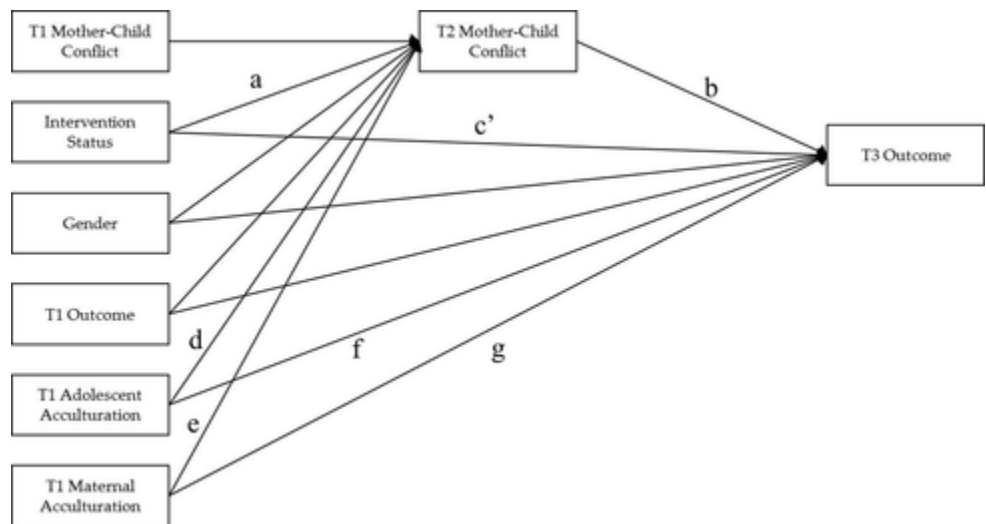 T1 Mother-Child
Conflict
T2 Mother-Child
Conflict
a
b
Intervention
Status
c'
T3 Outcome
Gender
T1 Outcome
d
f
g
T1 Adolescent
Acculturation
e
T1 Maternal
Acculturation